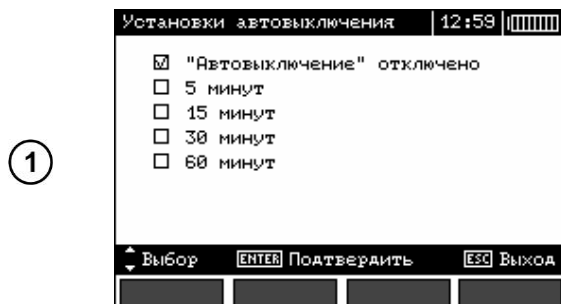 Установки автовыключения 12:59
☑ "Автовыключение" отключено
☐ 5 минут
☐ 15 минут
☐ 30 минут
☐ 60 минут
1
Выбор ENTER Подтвердить ESC Выход